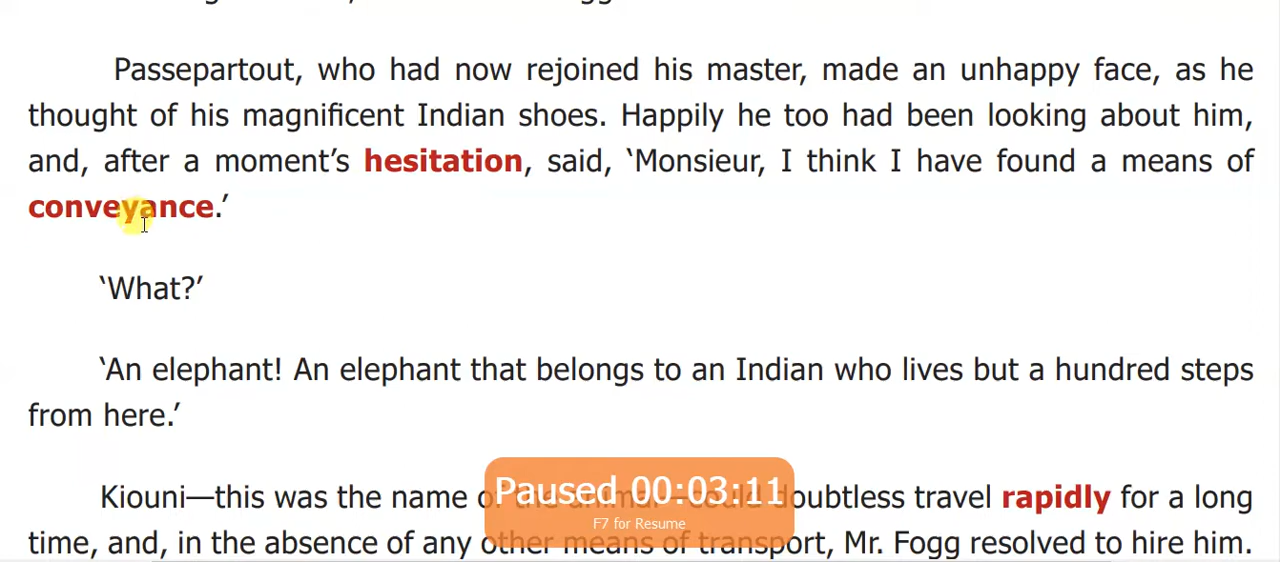 Passepartout, who had now rejoined his master, made an unhappy face, as he
thought of his magnificent Indian shoes. Happily he too had been looking about him,
and, after a moment’s hesitation, said, ‘Monsieur, I think I have found a means of
conveyance.’
‘What?’
‘An elephant! An elephant that belongs to an Indian who lives but a hundred steps
from here.’
Kiouni—this was the name of the animal—could doubtless travel rapidly for a long
time, and, in the absence of any other means of transport, Mr. Fogg resolved to hire him.
Paused 00:03:11
F7 for Resume